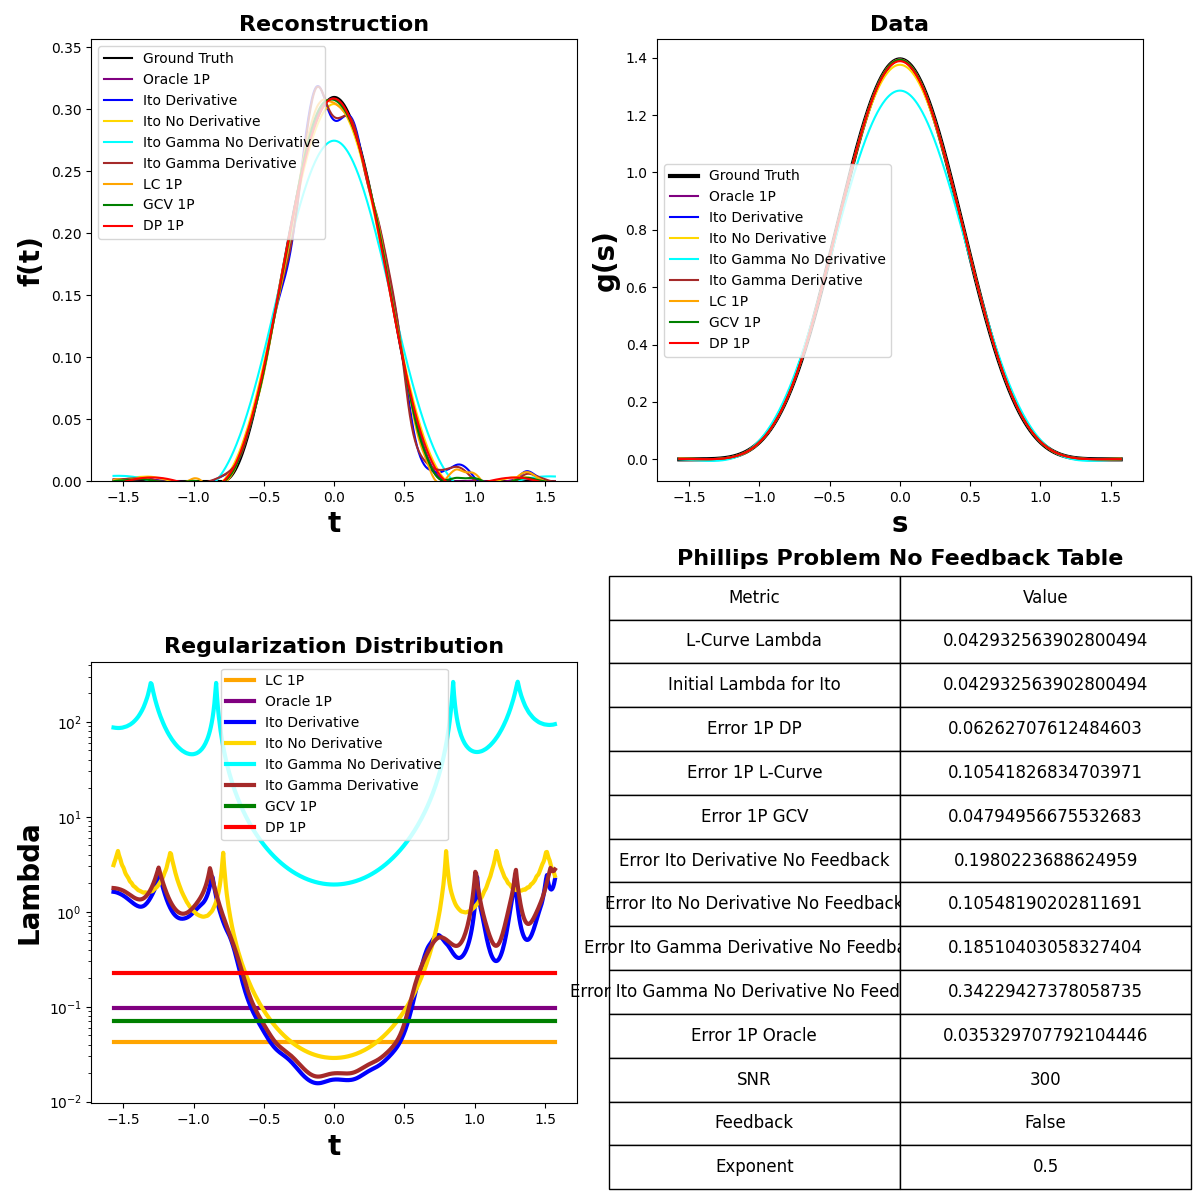 Reconstruction
0.35
0.30
0.25
0.20
0.15
0.10
0.05
0.00
f(t)
Ground Truth
Oracle 1P
Ito Derivative
Ito No Derivative
Ito Gamma No Derivative
Ito Gamma Derivative
LC 1P
GCV 1P
DP 1P
−1.5 −1.0 −0.5 0.0 0.5 1.0 1.5
t
Data
1.4
1.2
1.0
0.8
0.6
0.4
0.2
0.0
g(s)
Ground Truth
Oracle 1P
Ito Derivative
Ito No Derivative
Ito Gamma No Derivative
Ito Gamma Derivative
LC 1P
GCV 1P
DP 1P
−1.5 −1.0 −0.5 0.0 0.5 1.0 1.5
s
Regularization Distribution
10²
10¹
10⁰
10⁻¹
10⁻²
Lambda
LC 1P
Oracle 1P
Ito Derivative
Ito No Derivative
Ito Gamma No Derivative
Ito Gamma Derivative
GCV 1P
DP 1P
−1.5 −1.0 −0.5 0.0 0.5 1.0 1.5
t
Phillips Problem No Feedback Table
Metric Value
L-Curve Lambda 0.042932563902800494
Initial Lambda for Ito 0.042932563902800494
Error 1P DP 0.06262707612484603
Error 1P L-Curve 0.10541826834703971
Error 1P GCV 0.04794956675532683
Error Ito Derivative No Feedback 0.1980223688624959
Error Ito No Derivative No Feedback 0.10548190202811691
Error Ito Gamma Derivative No Feedba 0.18510403058327404
Error Ito Gamma No Derivative No Feed 0.34229427378058735
Error 1P Oracle 0.035329707792104446
SNR 300
Feedback False
Exponent 0.5